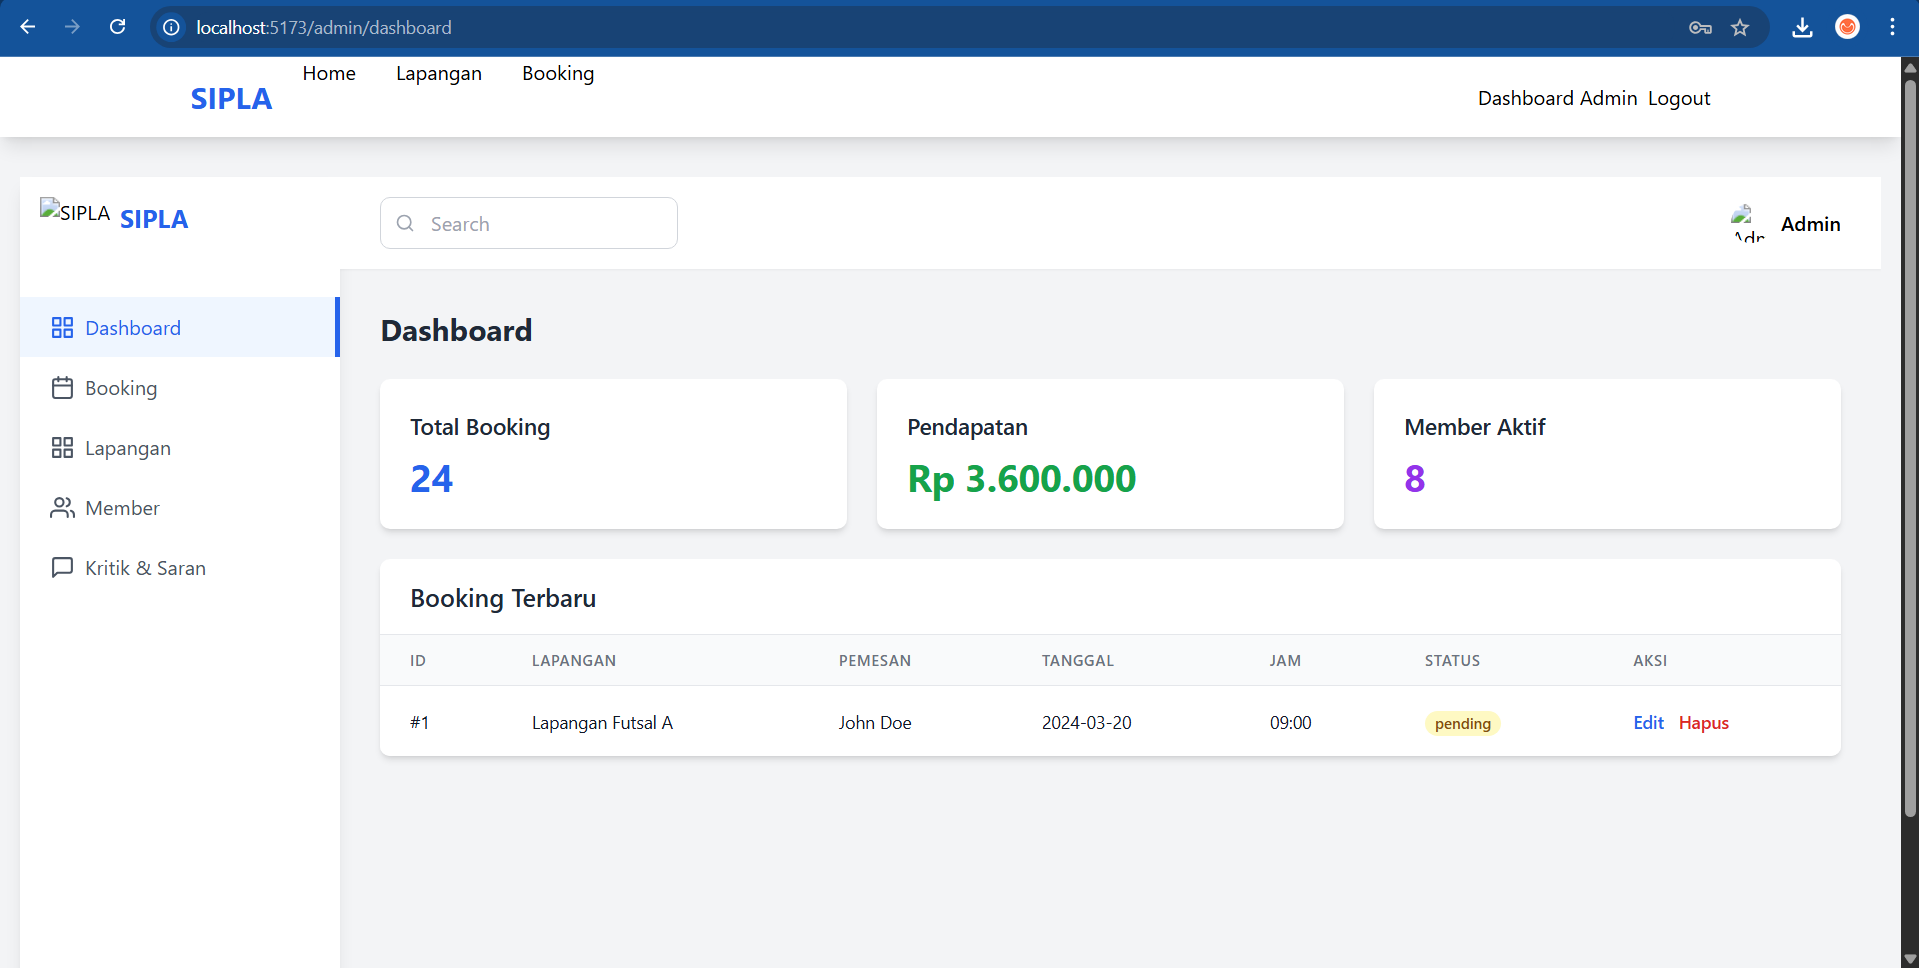 localhost:5173/admin/dashboard
SIPLA
Home Lapangan Booking
Dashboard Admin Logout
SIPLA SIPLA
Search
Admin
Dashboard
Booking
Lapangan
Member
Kritik & Saran
Dashboard
Total Booking
24
Pendapatan
Rp 3.600.000
Member Aktif
8
Booking Terbaru
ID LAPANGAN PEMESAN TANGGAL JAM STATUS AKSI
#1 Lapangan Futsal A John Doe 2024-03-20 09:00 pending Edit Hapus